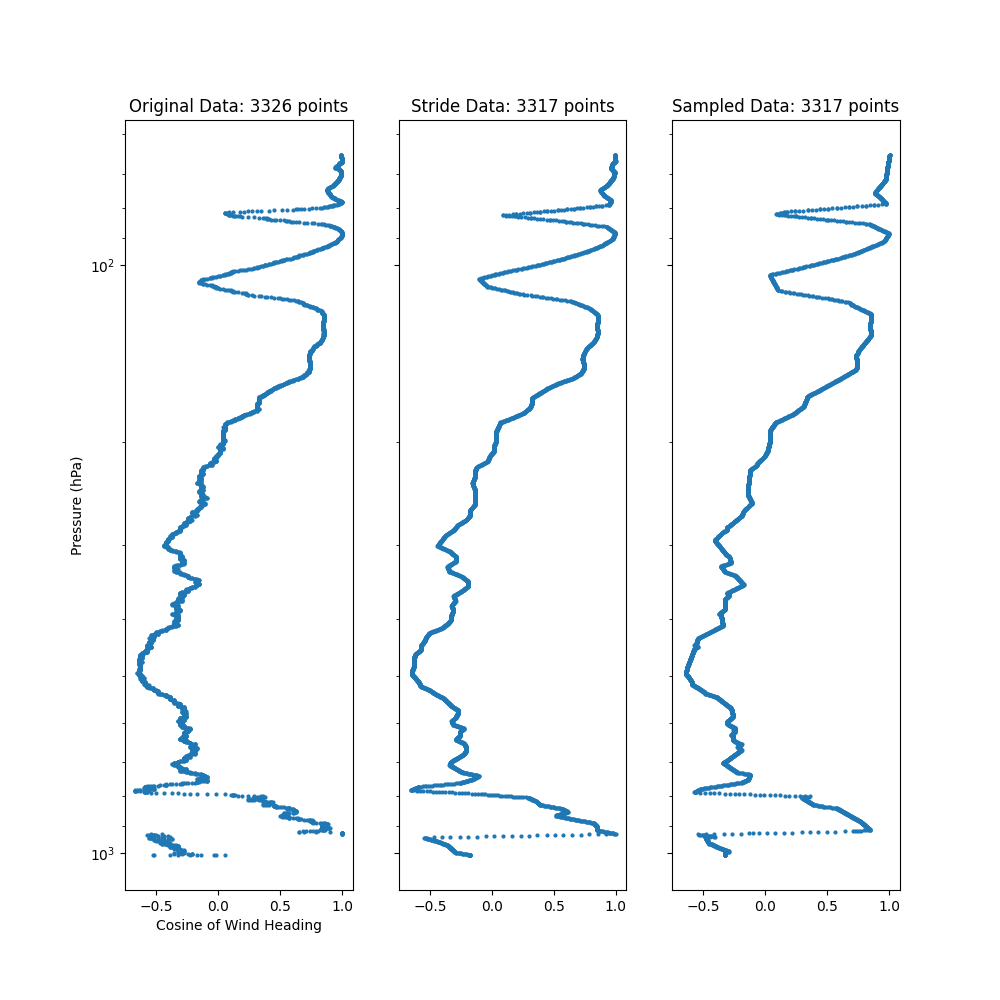 Original Data: 3326 points
Stride Data: 3317 points
Sampled Data: 3317 points
Pressure (hPa)
10²
10³
−0.5 0.0 0.5 1.0
−0.5 0.0 0.5 1.0
−0.5 0.0 0.5 1.0
Cosine of Wind Heading